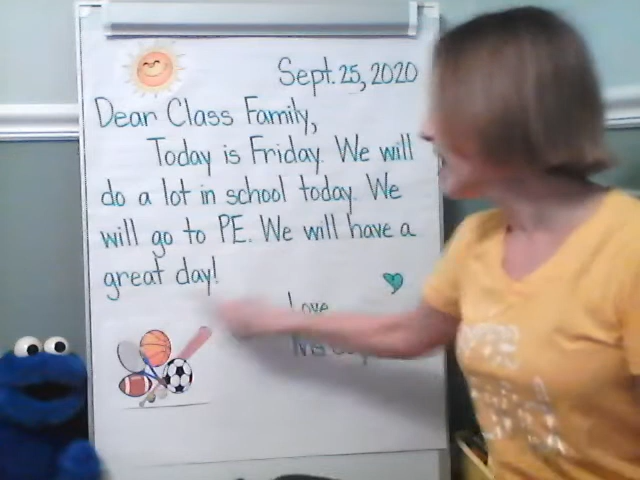 Sept. 25, 2020
Dear Class Family,
Today is Friday. We will
do a lot in school today. We
will go to PE. We will have a
great day!
Love